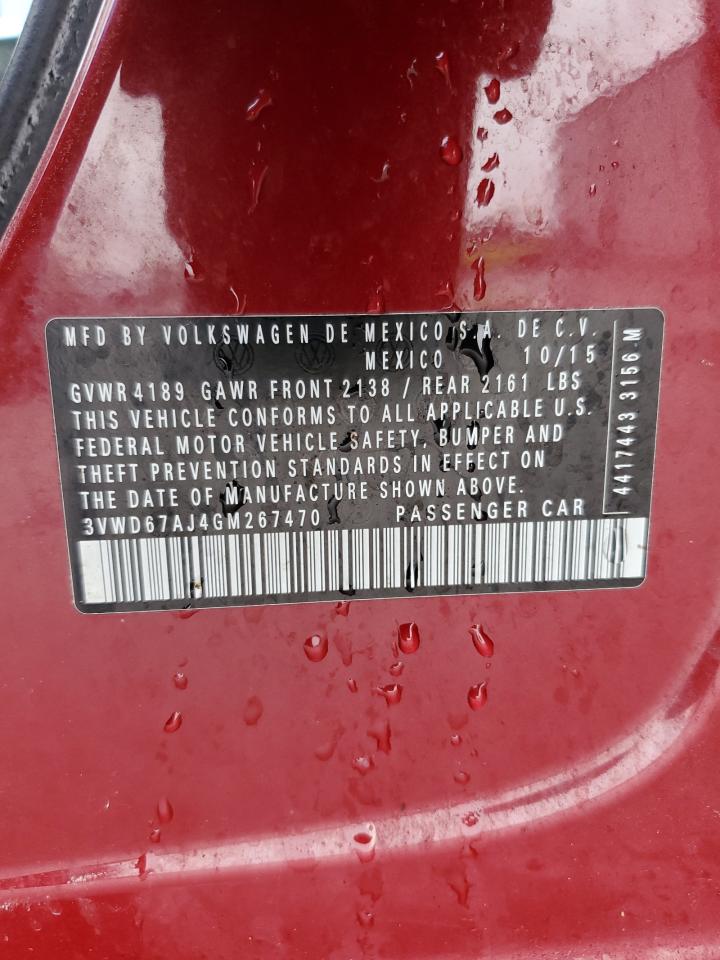 MFD BY VOLKSWAGEN DE MEXICO S.A. DE C.V.
MEXICO 10/15
GVWR 4189 GAWR FRONT 2138 / REAR 2161 LBS
THIS VEHICLE CONFORMS TO ALL APPLICABLE U.S.
FEDERAL MOTOR VEHICLE SAFETY, BUMPER AND
THEFT PREVENTION STANDARDS IN EFFECT ON
THE DATE OF MANUFACTURE SHOWN ABOVE.
3VWD67AJ4GM267470 PASSENGER CAR
4417443 3156 M